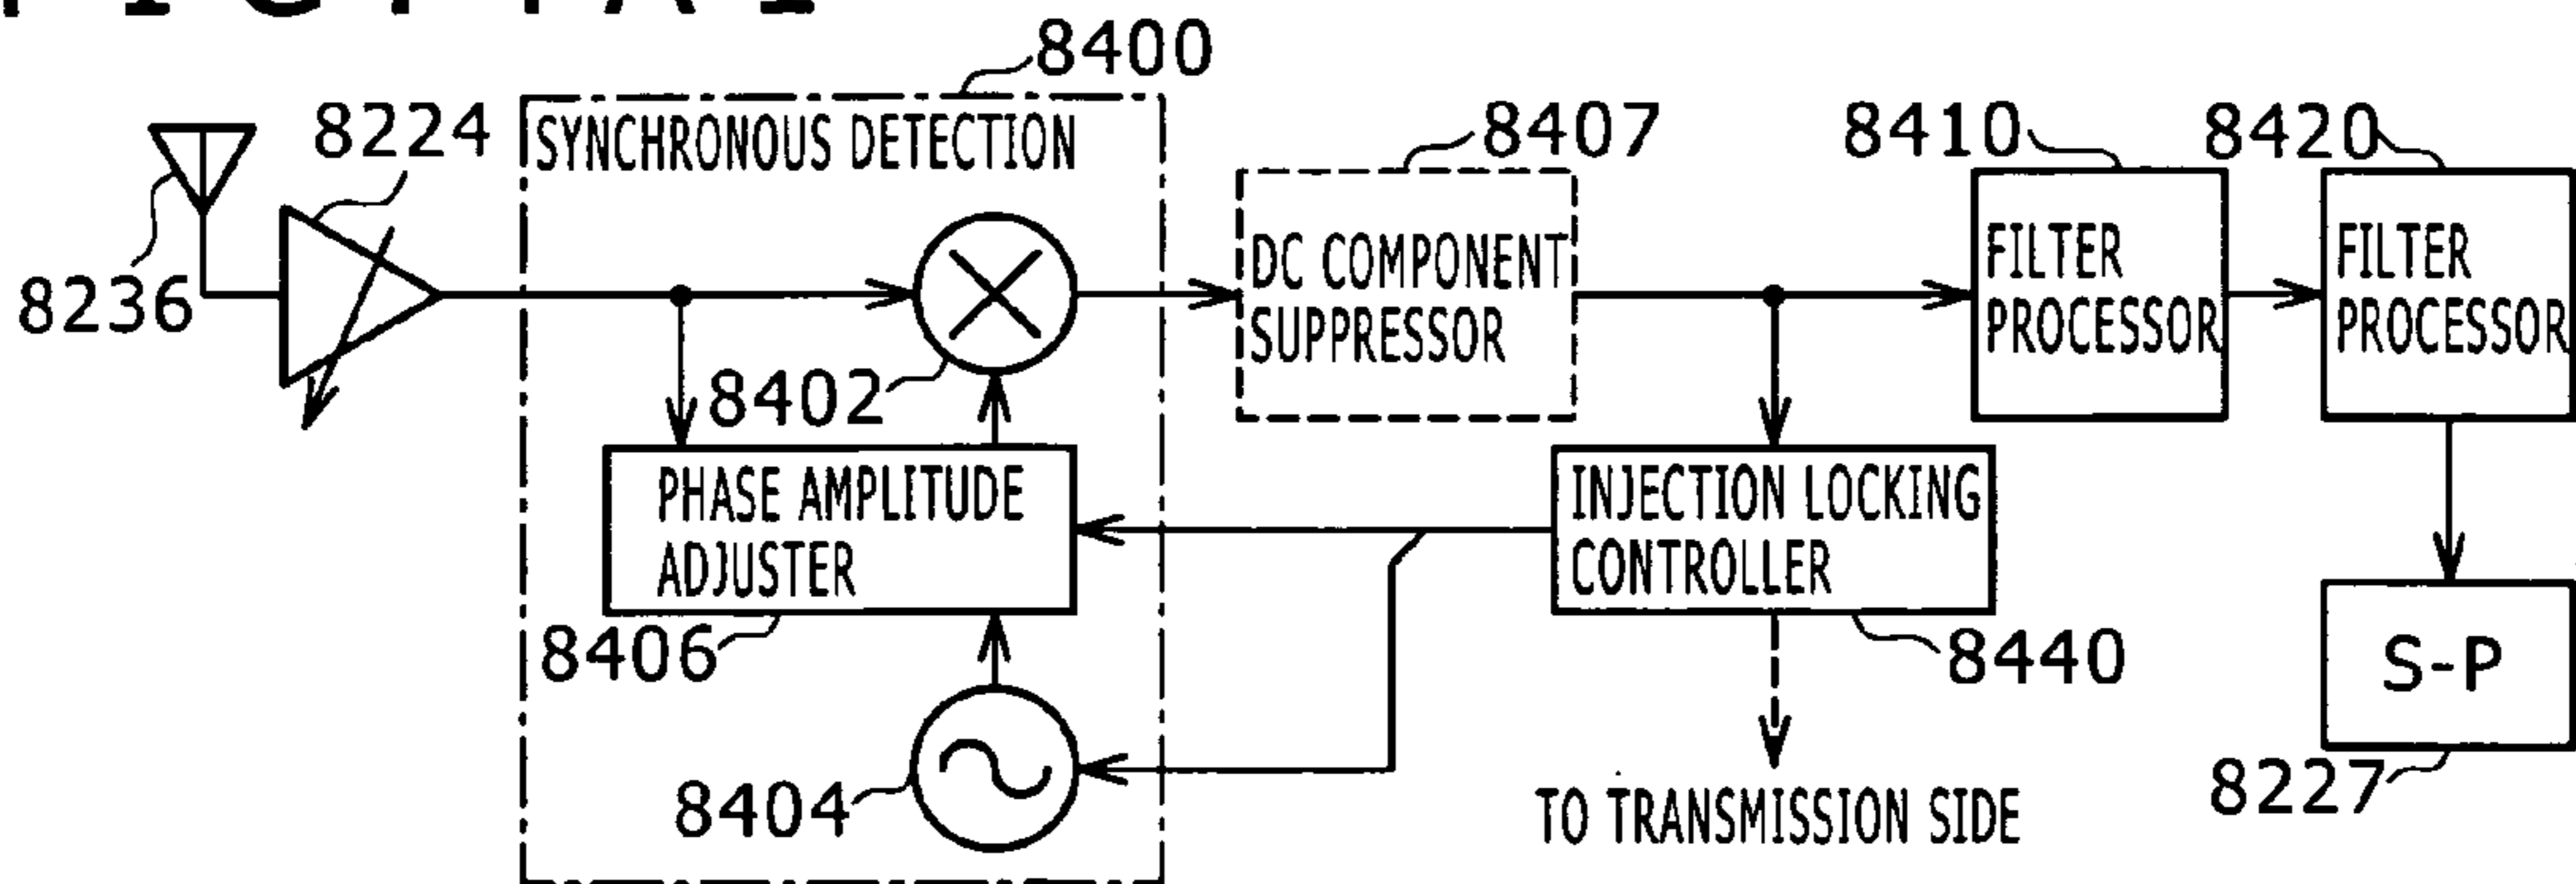 8400
8224
SYNCHRONOUS DETECTION
8407
8410
8420
8236
DC COMPONENT
SUPPRESSOR
FILTER
PROCESSOR
FILTER
PROCESSOR
8402
PHASE AMPLITUDE
ADJUSTER
INJECTION LOCKING
CONTROLLER
8406
8440
S-P
8404
TO TRANSMISSION SIDE
8227